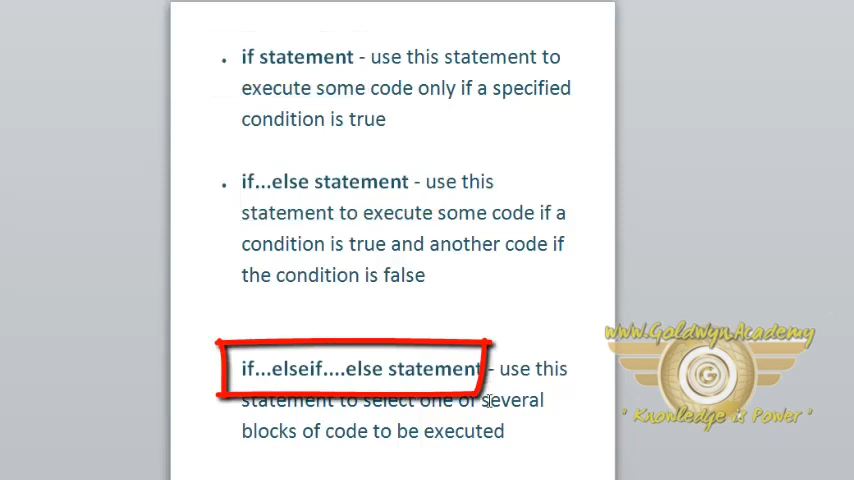 • if statement - use this statement to
execute some code only if a specified
condition is true
• if...else statement - use this
statement to execute some code if a
condition is true and another code if
the condition is false
• if...elseif....else statement - use this
statement to select one of several
blocks of code to be executed
www.GoldwynAcademy
G
" Knowledge is Power "